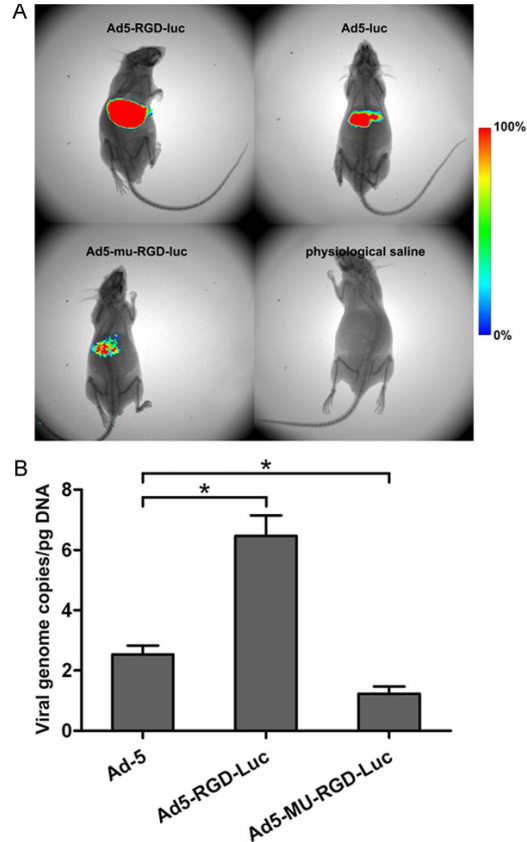 A
Ad5-RGD-luc
Ad5-luc
100%
Ad5-mu-RGD-luc
physiological saline
0%
B
Viral genome copies/pg DNA
8
6
4
2
0
*
*
Ad-5
Ad5-RGD-Luc
Ad5-MU-RGD-Luc